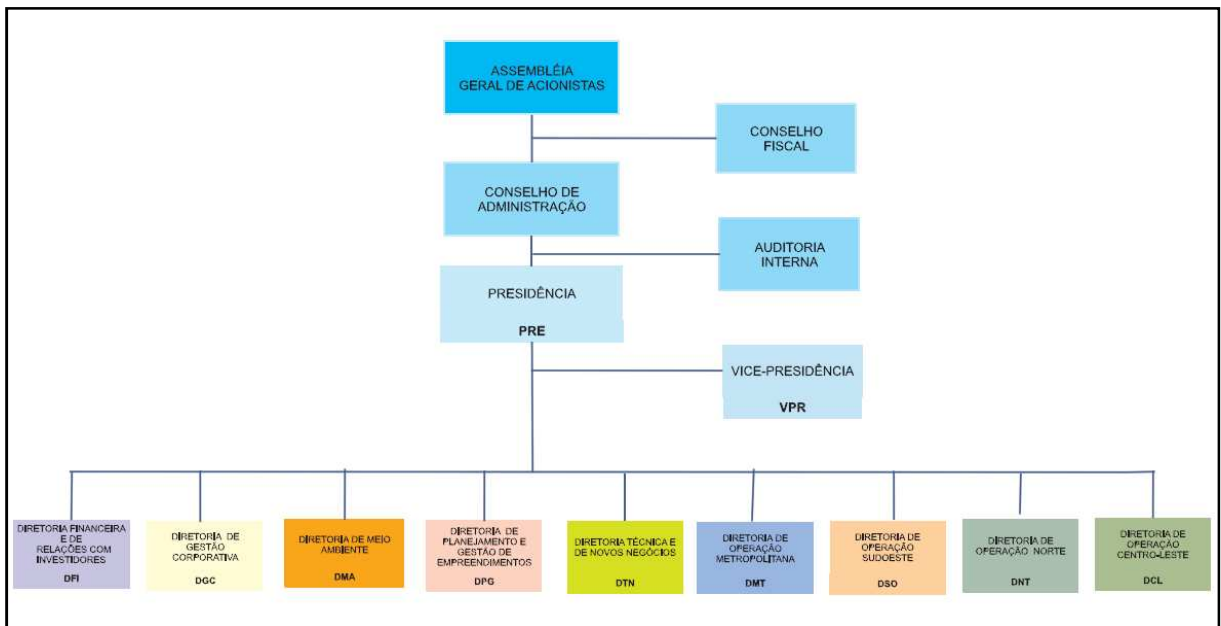 ASSEMBLÉIA
GERAL DE ACIONISTAS
CONSELHO
FISCAL
CONSELHO DE
ADMINISTRAÇÃO
AUDITORIA
INTERNA
PRESIDÊNCIA
PRE
VICE-PRESIDÊNCIA
VPR
DIRETORIA FINANCEIRA
E DE
RELAÇÕES COM
INVESTIDORES
DFI
DIRETORIA DE
GESTÃO
CORPORATIVA
DGC
DIRETORIA DE MEIO
AMBIENTE
DMA
DIRETORIA DE
PLANEJAMENTO E
GESTÃO DE
EMPREENDIMENTOS
DPG
DIRETORIA TÉCNICA E
DE NOVOS NEGÓCIOS
DTN
DIRETORIA DE
OPERAÇÃO
METROPOLITANA
DMT
DIRETORIA DE
OPERAÇÃO
SUDOESTE
DSO
DIRETORIA DE
OPERAÇÃO NORTE
DNT
DIRETORIA DE
OPERAÇÃO
CENTRO-LESTE
DCL